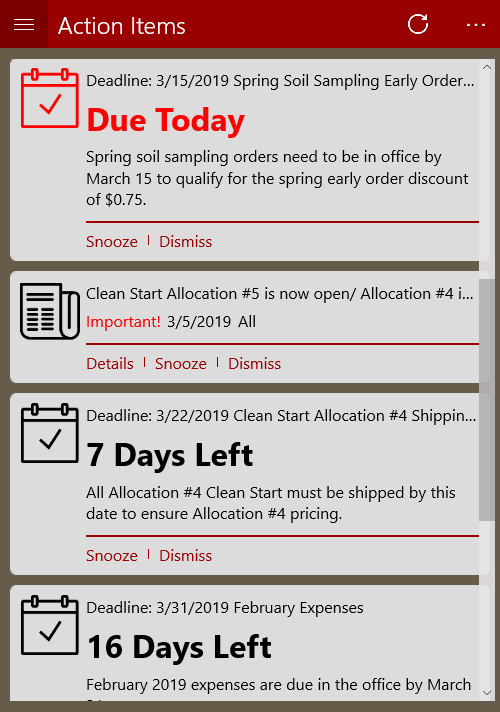 Action Items
Deadline: 3/15/2019 Spring Soil Sampling Early Order...
Due Today
Spring soil sampling orders need to be in office by
March 15 to qualify for the spring early order discount
of $0.75.
Snooze | Dismiss
Clean Start Allocation #5 is now open/ Allocation #4 i...
Important! 3/5/2019 All
Details | Snooze | Dismiss
Deadline: 3/22/2019 Clean Start Allocation #4 Shippin...
7 Days Left
All Allocation #4 Clean Start must be shipped by this
date to ensure Allocation #4 pricing.
Snooze | Dismiss
Deadline: 3/31/2019 February Expenses
16 Days Left
February 2019 expenses are due in the office by March